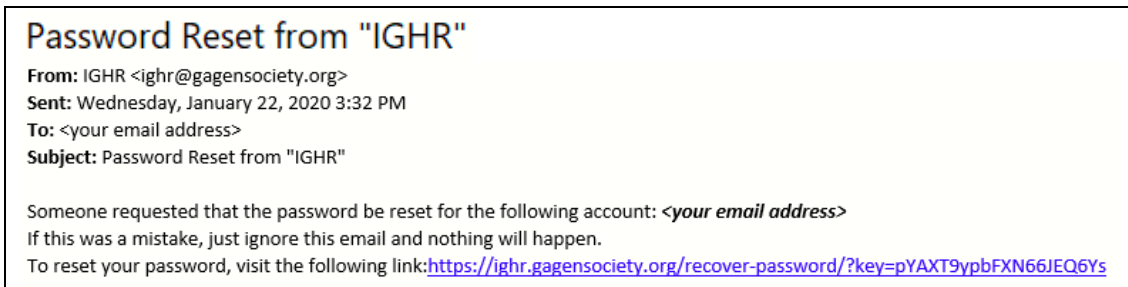 Password Reset from "IGHR"
From: IGHR <ighr@gagensociety.org>
Sent: Wednesday, January 22, 2020 3:32 PM
To: <your email address>
Subject: Password Reset from "IGHR"
Someone requested that the password be reset for the following account: <your email address>
If this was a mistake, just ignore this email and nothing will happen.
To reset your password, visit the following link:https://ighr.gagensociety.org/recover-password/?key=pYAXT9ypbFXN66JEQ6Ys